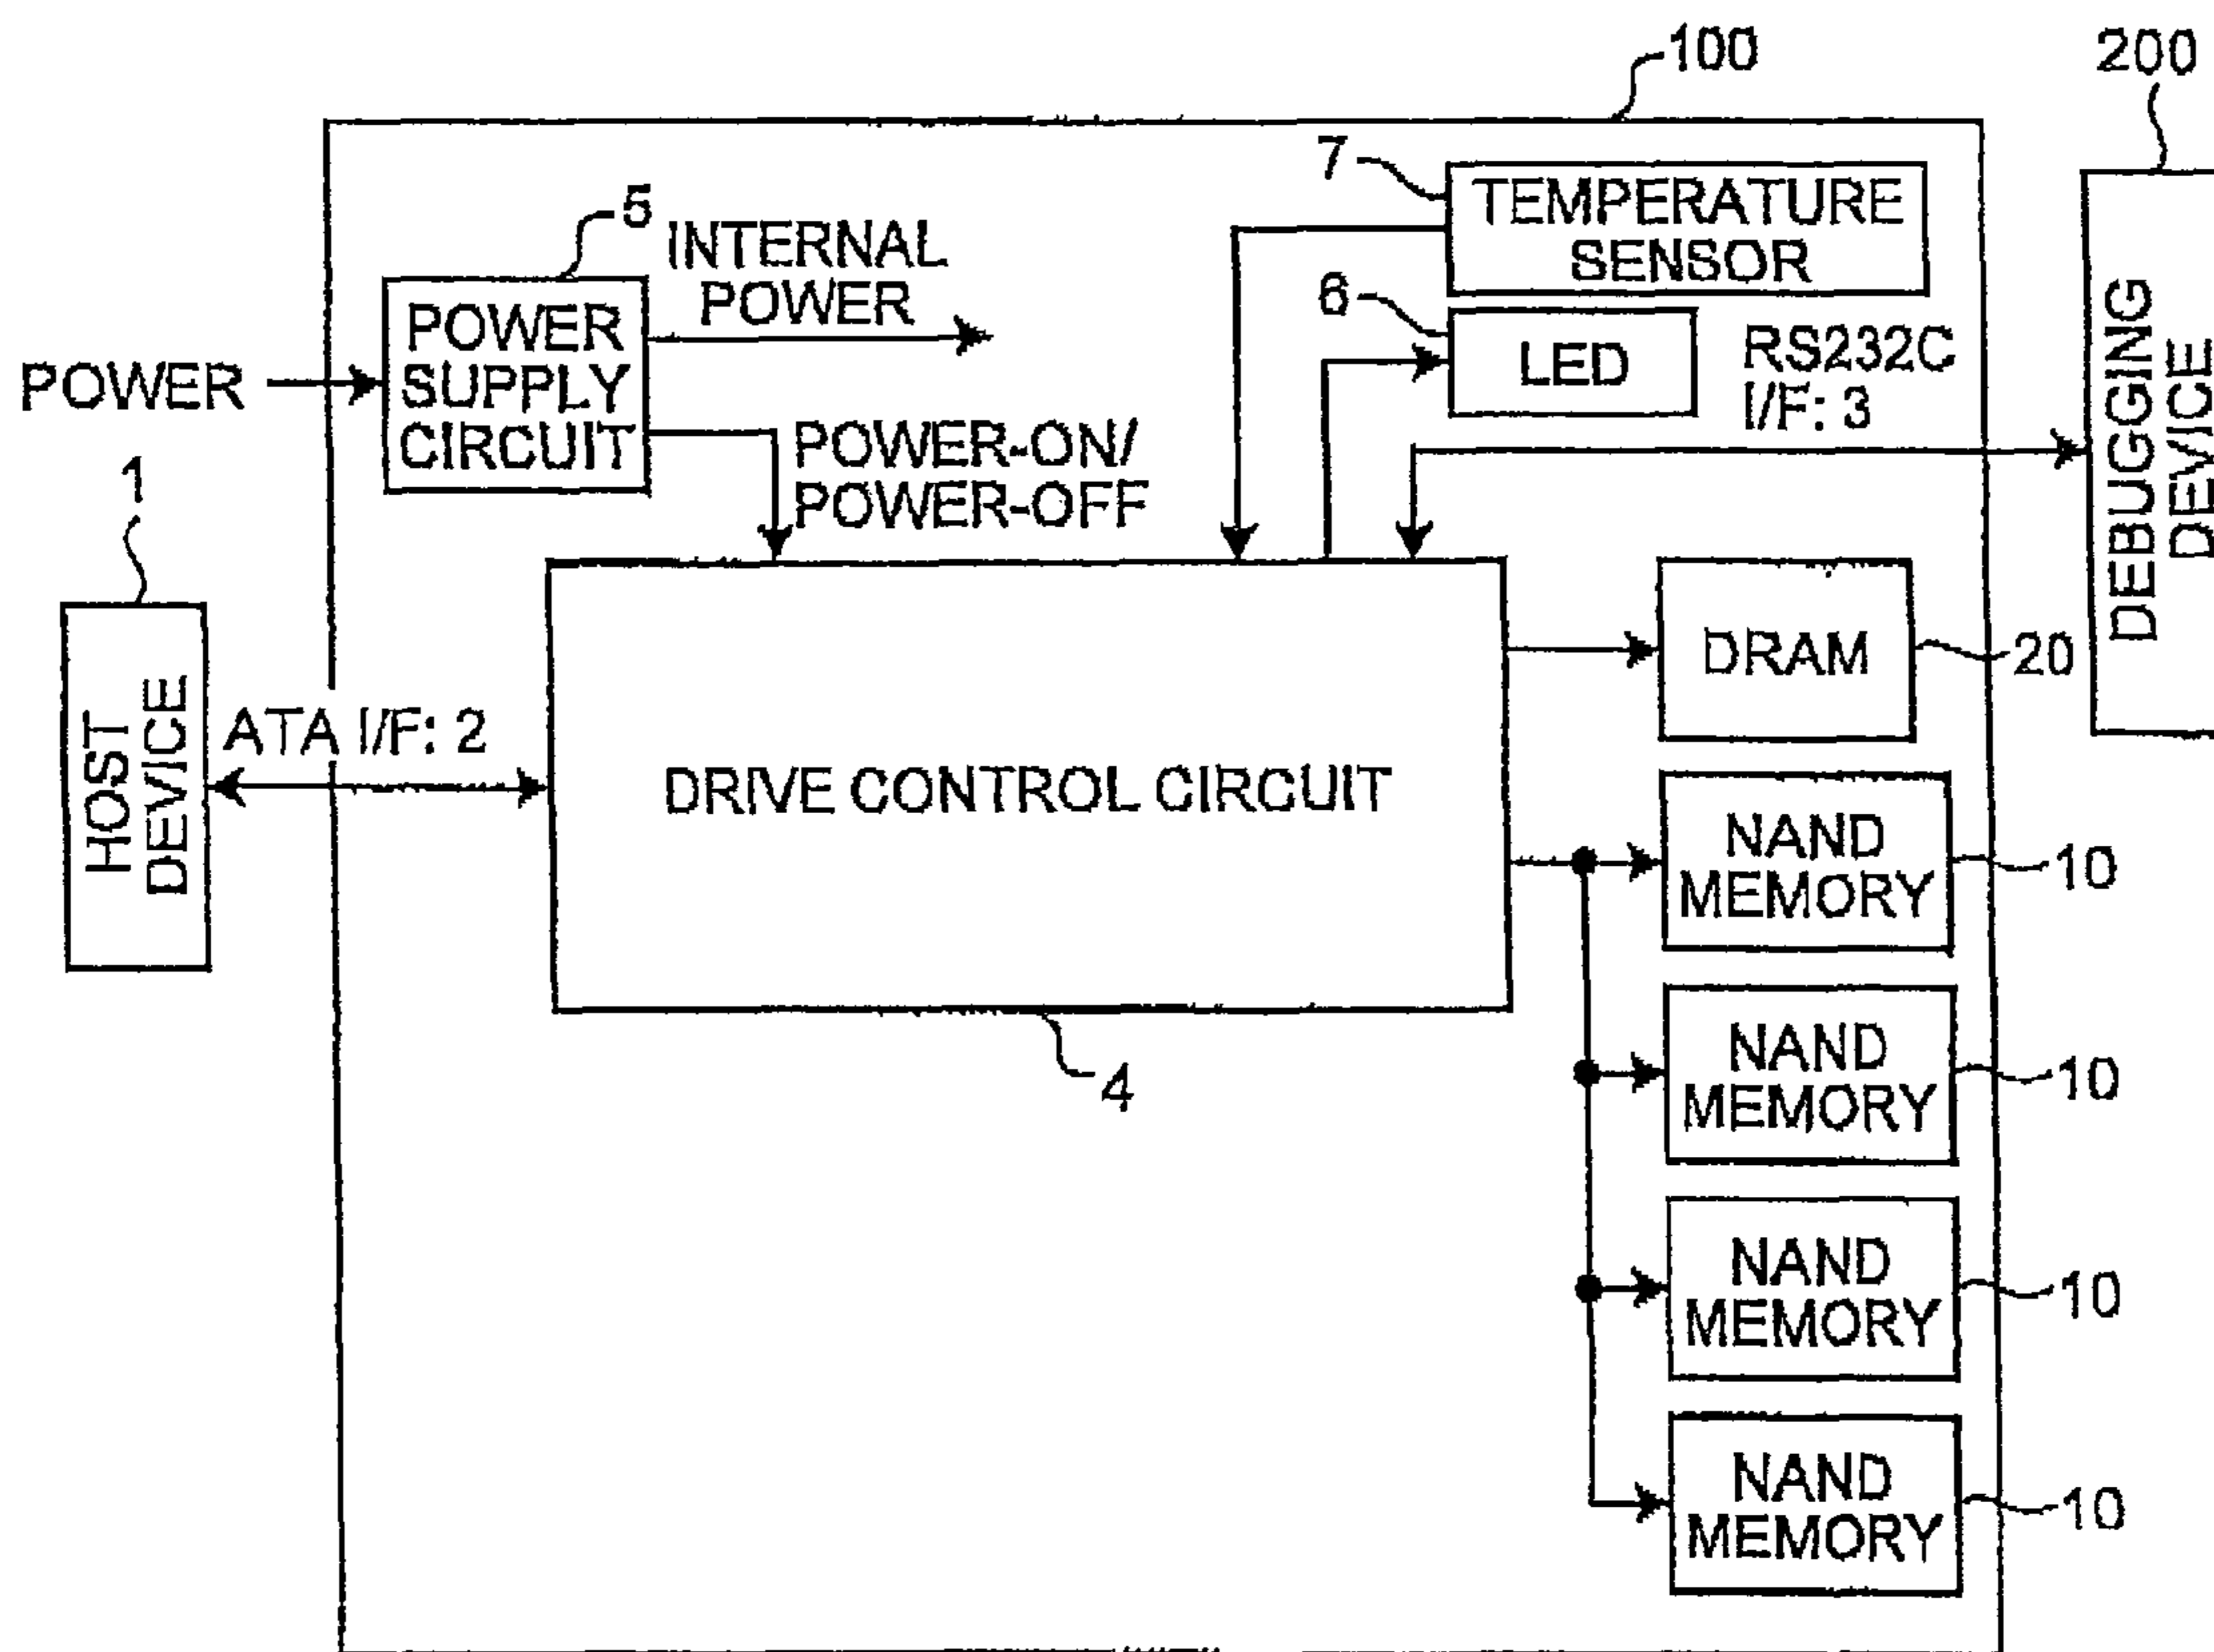 100
200
7
TEMPERATURE
SENSOR
5
INTERNAL
POWER
6
LED
RS232C
I/F: 3
POWER
SUPPLY
CIRCUIT
POWER
POWER-ON/
POWER-OFF
DEBUGGING
DEVICE
1
HOST
DEVICE
ATA I/F: 2
DRIVE CONTROL CIRCUIT
4
DRAM
20
NAND
MEMORY
10
NAND
MEMORY
10
NAND
MEMORY
10
NAND
MEMORY
10